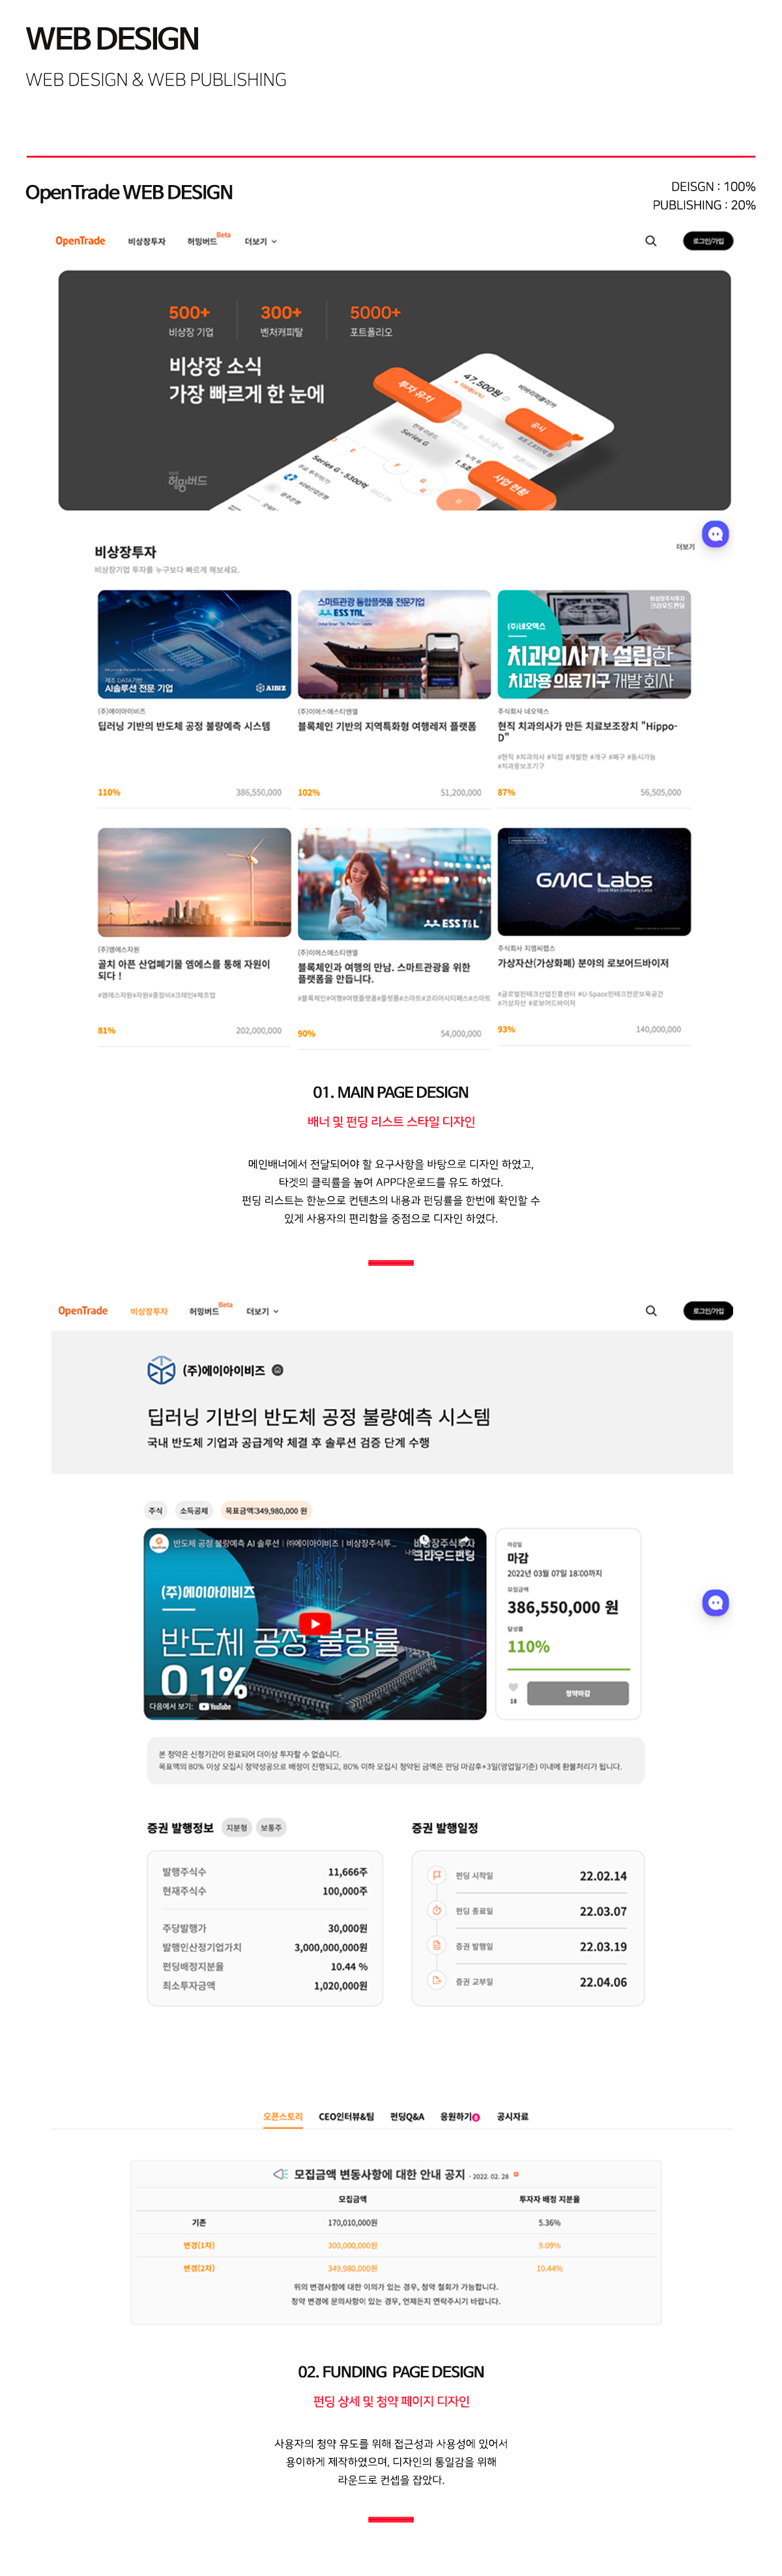 WEB DESIGN
WEB DESIGN & WEB PUBLISHING
OpenTrade WEB DESIGN
DEISGN : 100%
PUBLISHING : 20%
OpenTrade 비상장투자 허밍버드 Beta 더보기 로그인/가입
500+ 300+ 5000+
비상장 기업 벤처캐피탈 포트폴리오
비상장 소식
가장 빠르게 한 눈에
허밍버드
47,500원
투자 유치
공시
Series G
Series G - 5300억
사업 현황
비상장투자
더보기
비상장기업 투자를 누구보다 빠르게 해보세요.
제조 DATA기반
AI솔루션 전문 기업
AIBIZ
스마트관광 통합플랫폼 전문기업
ESS TNL
비상장주식투자
크라우드펀딩
(주)네오맥스
치과의사가 설립한
치과용 의료기구 개발 회사
(주)에이아이비즈
딥러닝 기반의 반도체 공정 불량예측 시스템
110% 386,550,000
(주)이에스에스티앤엘
블록체인 기반의 지역특화형 여행레저 플랫폼
102% 51,200,000
주식회사 네오맥스
현직 치과의사가 만든 치료보조장치 "Hippo-
D"
#현직 #치과의사 #직접 #개발한 #개구 #폐구 #동시가능
#치과용보조기구
87% 56,505,000
ESS T&L
GMC Labs
Good Man Company Labs
(주)엠에스자원
골치 아픈 산업폐기물 엠에스를 통해 자원이
되다 !
#엠에스자원#자원#중장비#크레인#제조업
81% 202,000,000
(주)이에스에스티앤엘
블록체인과 여행의 만남. 스마트관광을 위한
플랫폼을 만듭니다.
#블록체인#여행#여행플랫폼#플랫폼#스마트#코리아시티패스#스마트
90% 54,000,000
주식회사 지엠씨랩스
가상자산(가상화폐) 분야의 로보어드바이저
#글로벌핀테크산업진흥센터 #U-Space핀테크전문보육공간
#가상자산 #로보어드바이저
93% 140,000,000
01. MAIN PAGE DESIGN
배너 및 펀딩 리스트 스타일 디자인
메인배너에서 전달되어야 할 요구사항을 바탕으로 디자인 하였고,
타겟의 클릭률을 높여 APP다운로드를 유도 하였다.
펀딩 리스트는 한눈으로 컨텐츠의 내용과 펀딩률을 한번에 확인할 수
있게 사용자의 편리함을 중점으로 디자인 하였다.
OpenTrade 비상장투자 허밍버드 Beta 더보기 로그인/가입
(주)에이아이비즈
딥러닝 기반의 반도체 공정 불량예측 시스템
국내 반도체 기업과 공급계약 체결 후 솔루션 검증 단계 수행
주식 소득공제 목표금액:349,980,000 원
반도체 공정 불량예측 AI 솔루션 | ㈜에이아이비즈 | 비상장주식투...
비상장주식투자
크라우드펀딩
(주)에이아이비즈
반도체 공정 불량률
0.1%
다음에서 보기: YouTube
마감일
마감
2022년 03월 07일 18:00까지
모집금액
386,550,000 원
달성률
110%
18
청약마감
본 청약은 신청기간이 완료되어 더이상 투자할 수 없습니다.
목표액의 80% 이상 모집시 청약성공으로 배정이 진행되고, 80% 이하 모집시 청약된 금액은 펀딩 마감후+3일(영업일기준) 이내에 환불처리가 됩니다.
증권 발행정보 지분형 보통주
발행주식수 11,666주
현재주식수 100,000주
주당발행가 30,000원
발행인산정기업가치 3,000,000,000원
펀딩배정지분율 10.44 %
최소투자금액 1,020,000원
증권 발행일정
펀딩 시작일 22.02.14
펀딩 종료일 22.03.07
증권 발행일 22.03.19
증권 교부일 22.04.06
오픈스토리 CEO인터뷰&팀 펀딩Q&A 응원하기 공시자료
모집금액 변동사항에 대한 안내 공지 - 2022. 02. 28
모집금액 투자자 배정 지분율
기존 170,010,000원 5.36%
변경(1차) 300,000,000원 9.09%
변경(2차) 349,980,000원 10.44%
위의 변경사항에 대한 이의가 있는 경우, 청약 철회가 가능합니다.
청약 변경에 문의사항이 있는 경우, 언제든지 연락주시기 바랍니다.
02. FUNDING PAGE DESIGN
펀딩 상세 및 청약 페이지 디자인
사용자의 청약 유도를 위해 접근성과 사용성에 있어서
용이하게 제작하였으며, 디자인의 통일감을 위해
라운드로 컨셉을 잡았다.